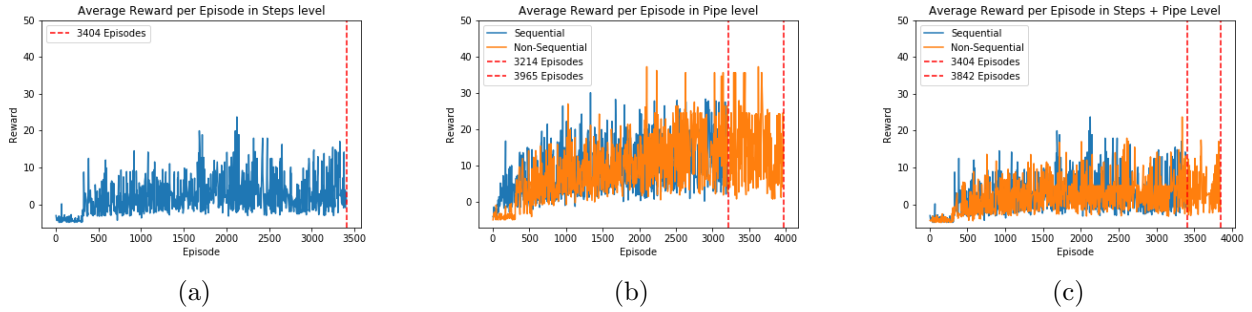 Average Reward per Episode in Steps level
50
40
30
20
10
0
Reward
3404 Episodes
0 500 1000 1500 2000 2500 3000 3500
Episode
(a)
Average Reward per Episode in Pipe level
50
40
30
20
10
0
Reward
Sequential
Non-Sequential
3214 Episodes
3965 Episodes
0 500 1000 1500 2000 2500 3000 3500 4000
Episode
(b)
Average Reward per Episode in Steps + Pipe Level
50
40
30
20
10
0
Reward
Sequential
Non-Sequential
3404 Episodes
3842 Episodes
0 500 1000 1500 2000 2500 3000 3500 4000
Episode
(c)